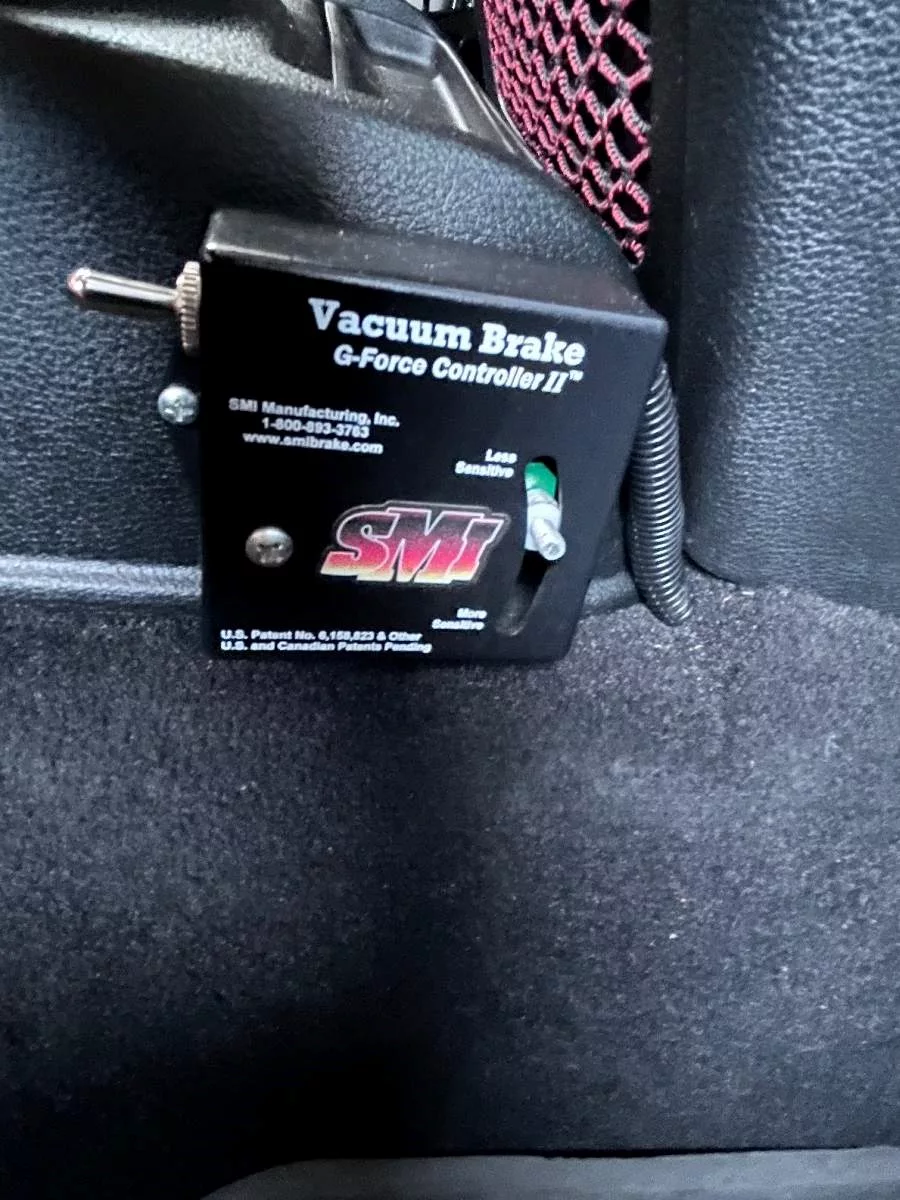 Vacuum Brake
G-Force Controller II™
SMI Manufacturing, Inc.
1-800-893-3763
www.smibrake.com
Less
Sensitive
SMI
More
Sensitive
U.S. Patent No. 6,158,823 & Other
U.S. and Canadian Patents Pending